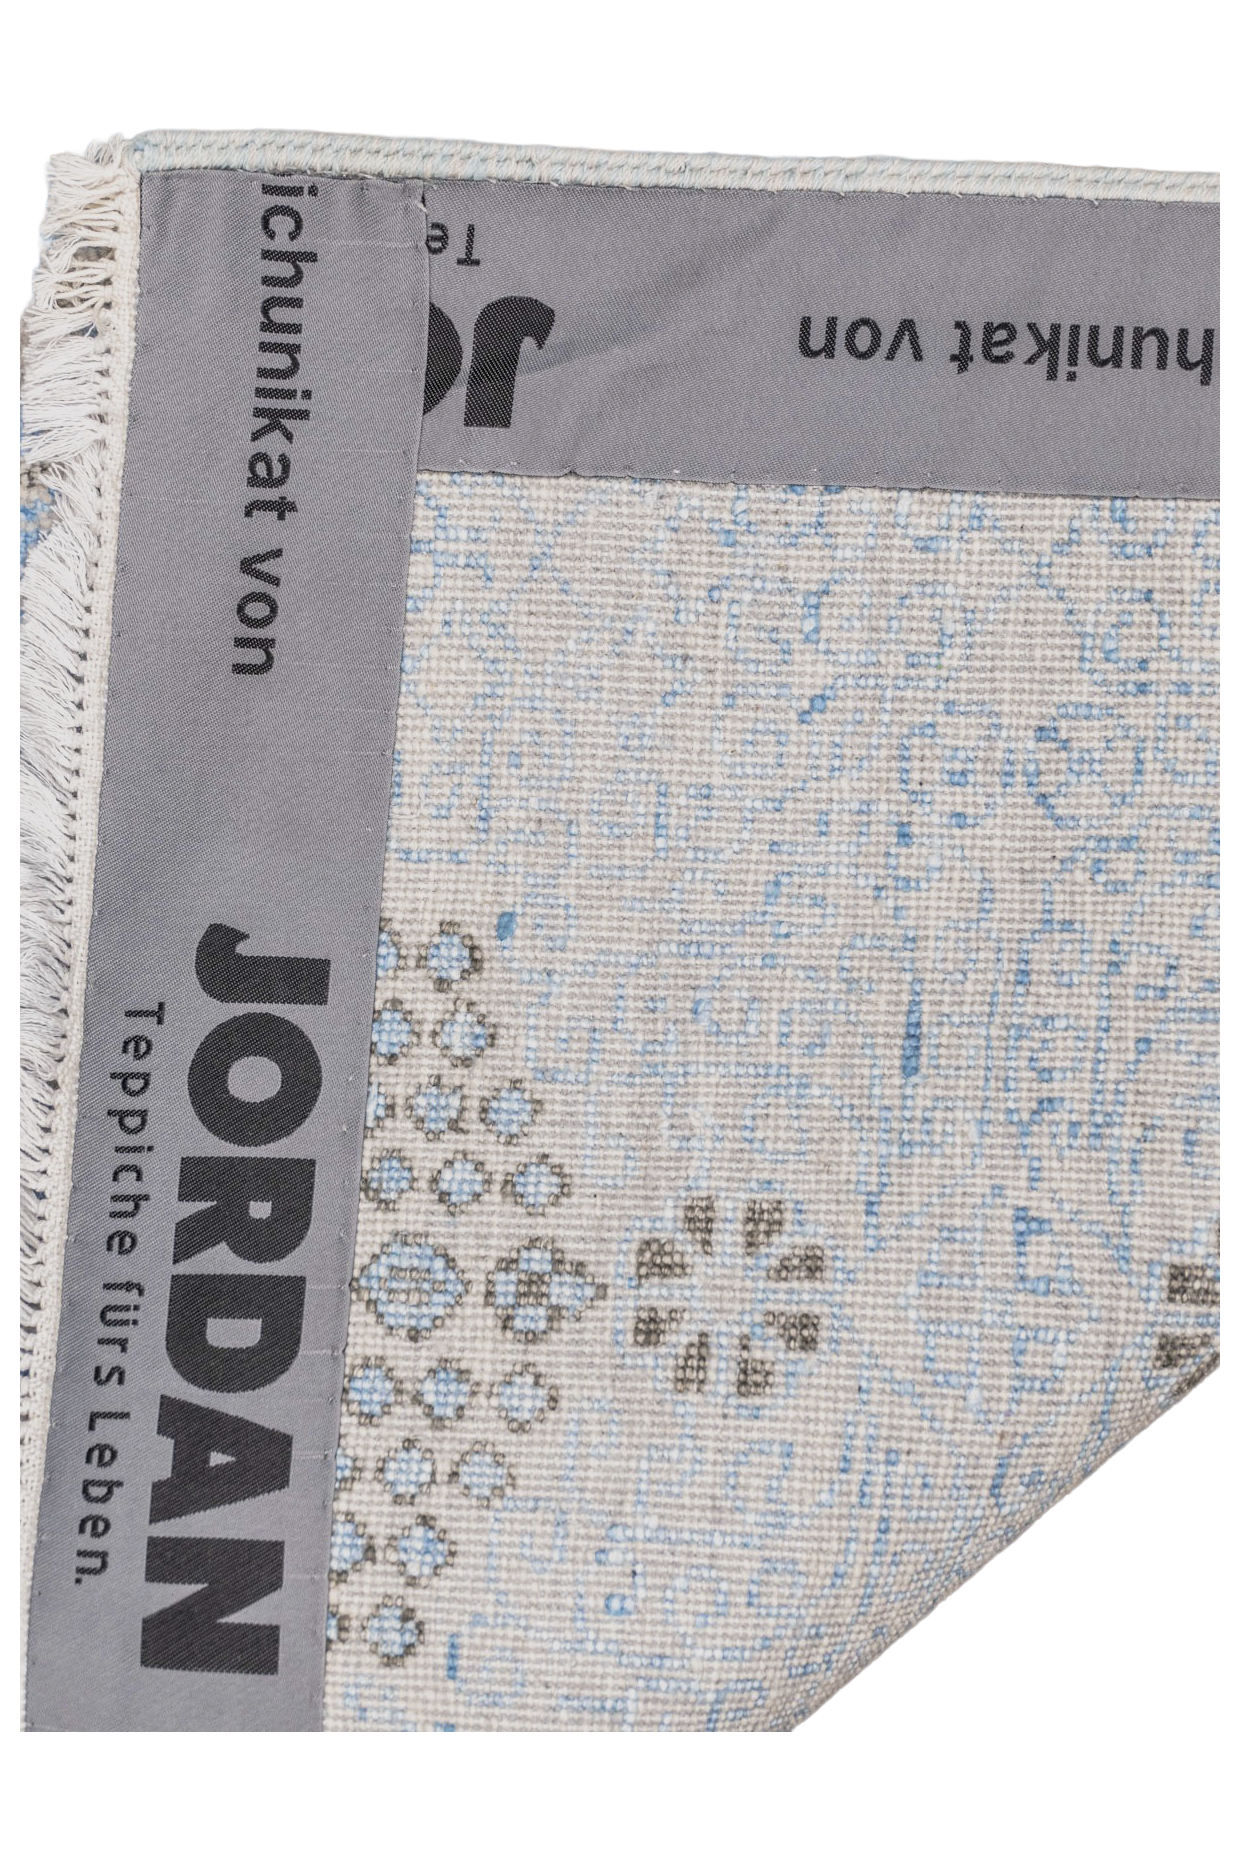 ichunikat von
JORDAN
Teppiche fürs Leben.
Te
JO
hunikat von